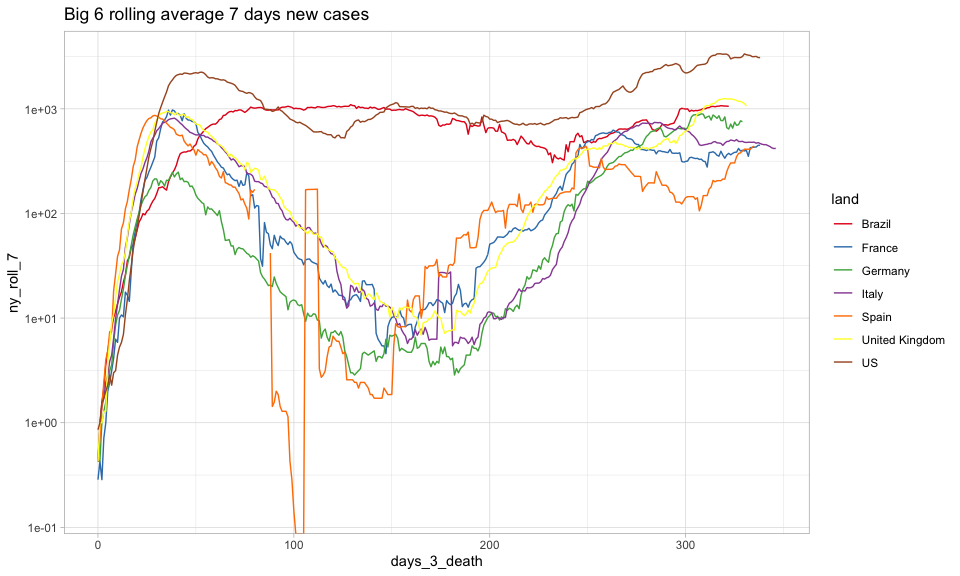 Big 6 rolling average 7 days new cases
ny_roll_7
1e+03
1e+02
1e+01
1e+00
1e-01
0
100
200
300
days_3_death
land
Brazil
France
Germany
Italy
Spain
United Kingdom
US